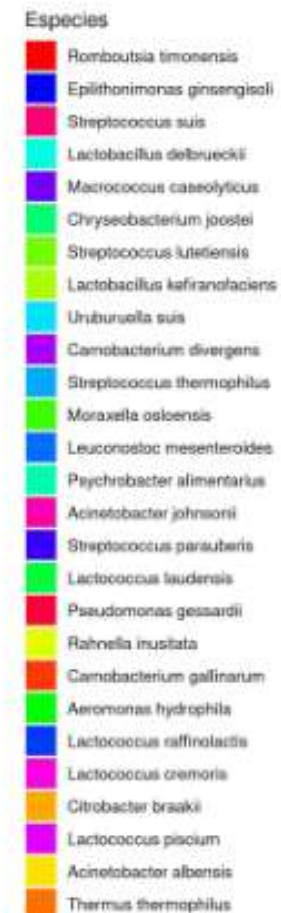 Especies
Romboutsia timonensis
Epilithonimonas ginsengisoli
Streptococcus suis
Lactobacillus delbrueckii
Macrococcus caseolyticus
Chryseobacterium joostei
Streptococcus lutetiensis
Lactobacillus kefiranofaciens
Uruburuella suis
Carnobacterium divergens
Streptococcus thermophilus
Moraxella osloensis
Leuconostoc mesenteroides
Psychrobacter alimentarius
Acinetobacter johnsonii
Streptococcus parauberis
Lactococcus laudensis
Pseudomonas gessardii
Rahnella inusitata
Carnobacterium gallinarum
Aeromonas hydrophila
Lactococcus raffinolactis
Lactococcus cremoris
Citrobacter braakii
Lactococcus piscium
Acinetobacter albensis
Thermus thermophilus